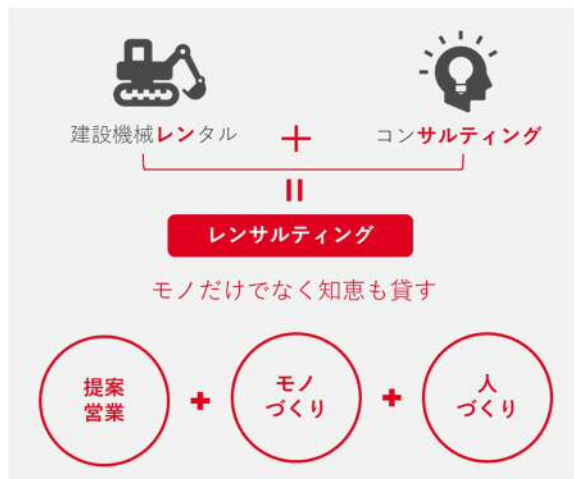 建設機械レンタル + コンサルティング
=
レンサルティング
モノだけでなく知恵も貸す
提案
営業
+
モノ
づくり
+
人
づくり